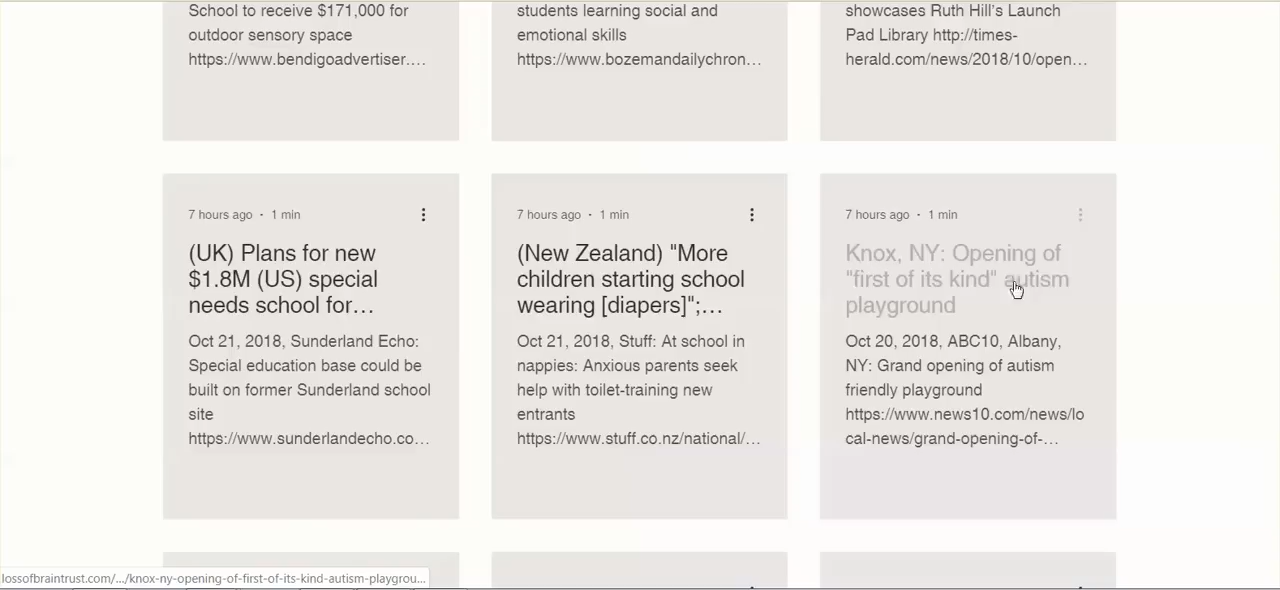 School to receive $171,000 for
outdoor sensory space
https://www.bendigoadvertiser....
students learning social and
emotional skills
https://www.bozemandailychron...
showcases Ruth Hill's Launch
Pad Library http://times-
herald.com/news/2018/10/open...
7 hours ago · 1 min
(UK) Plans for new
$1.8M (US) special
needs school for...
Oct 21, 2018, Sunderland Echo:
Special education base could be
built on former Sunderland school
site
https://www.sunderlandecho.co...
7 hours ago · 1 min
(New Zealand) "More
children starting school
wearing [diapers]";...
Oct 21, 2018, Stuff: At school in
nappies: Anxious parents seek
help with toilet-training new
entrants
https://www.stuff.co.nz/national/...
7 hours ago · 1 min
Knox, NY: Opening of
"first of its kind" autism
playground
Oct 20, 2018, ABC10, Albany,
NY: Grand opening of autism
friendly playground
https://www.news10.com/news/lo
cal-news/grand-opening-of-...
lossofbraintrust.com/.../knox-ny-opening-of-first-of-its-kind-autism-playgrou...